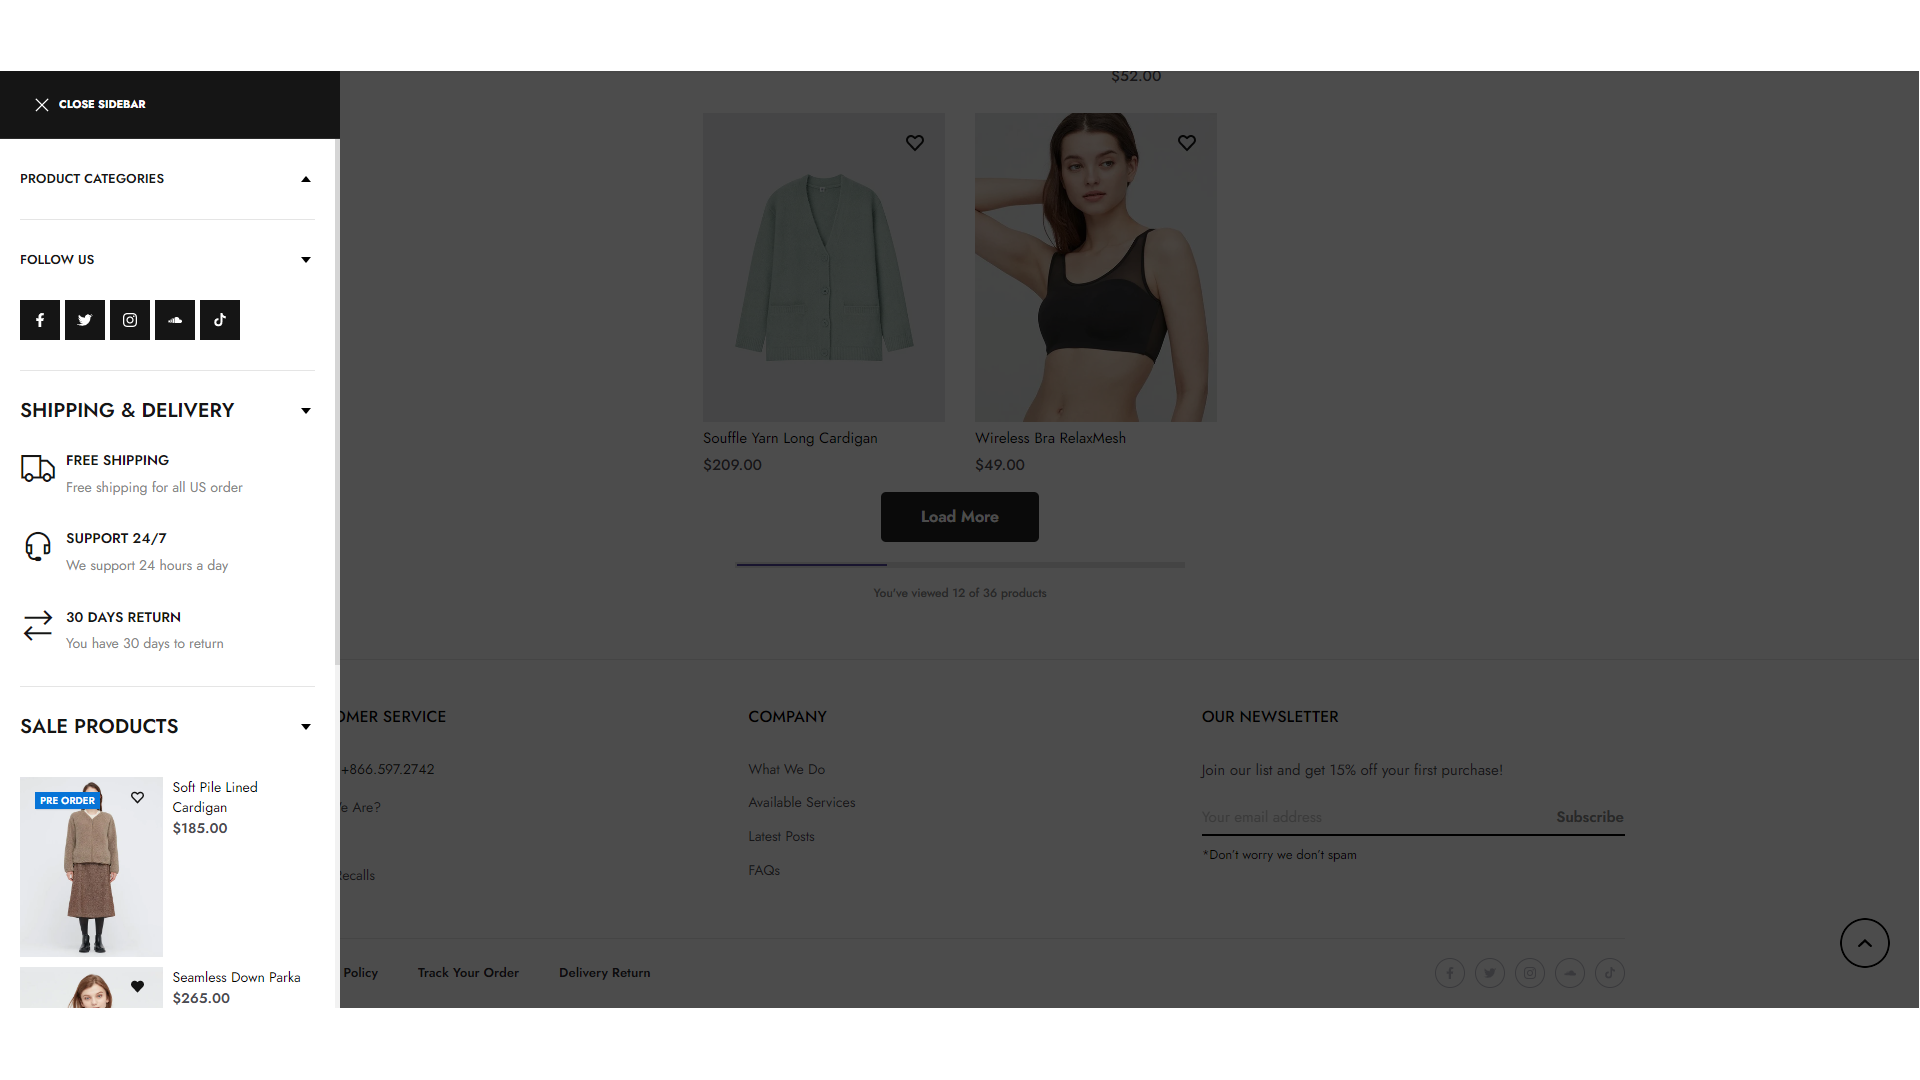 CLOSE SIDEBAR
PRODUCT CATEGORIES
FOLLOW US
SHIPPING & DELIVERY
FREE SHIPPING
Free shipping for all US order
SUPPORT 24/7
We support 24 hours a day
30 DAYS RETURN
You have 30 days to return
SALE PRODUCTS
PRE ORDER
Soft Pile Lined
Cardigan
$185.00
Seamless Down Parka
$265.00
$52.00
Souffle Yarn Long Cardigan
$209.00
Wireless Bra RelaxMesh
$49.00
Load More
You've viewed 12 of 36 products
OMER SERVICE
+866.597.2742
e Are?
ecalls
COMPANY
What We Do
Available Services
Latest Posts
FAQs
OUR NEWSLETTER
Join our list and get 15% off your first purchase!
Your email address
Subscribe
*Don't worry we don't spam
Policy
Track Your Order
Delivery Return